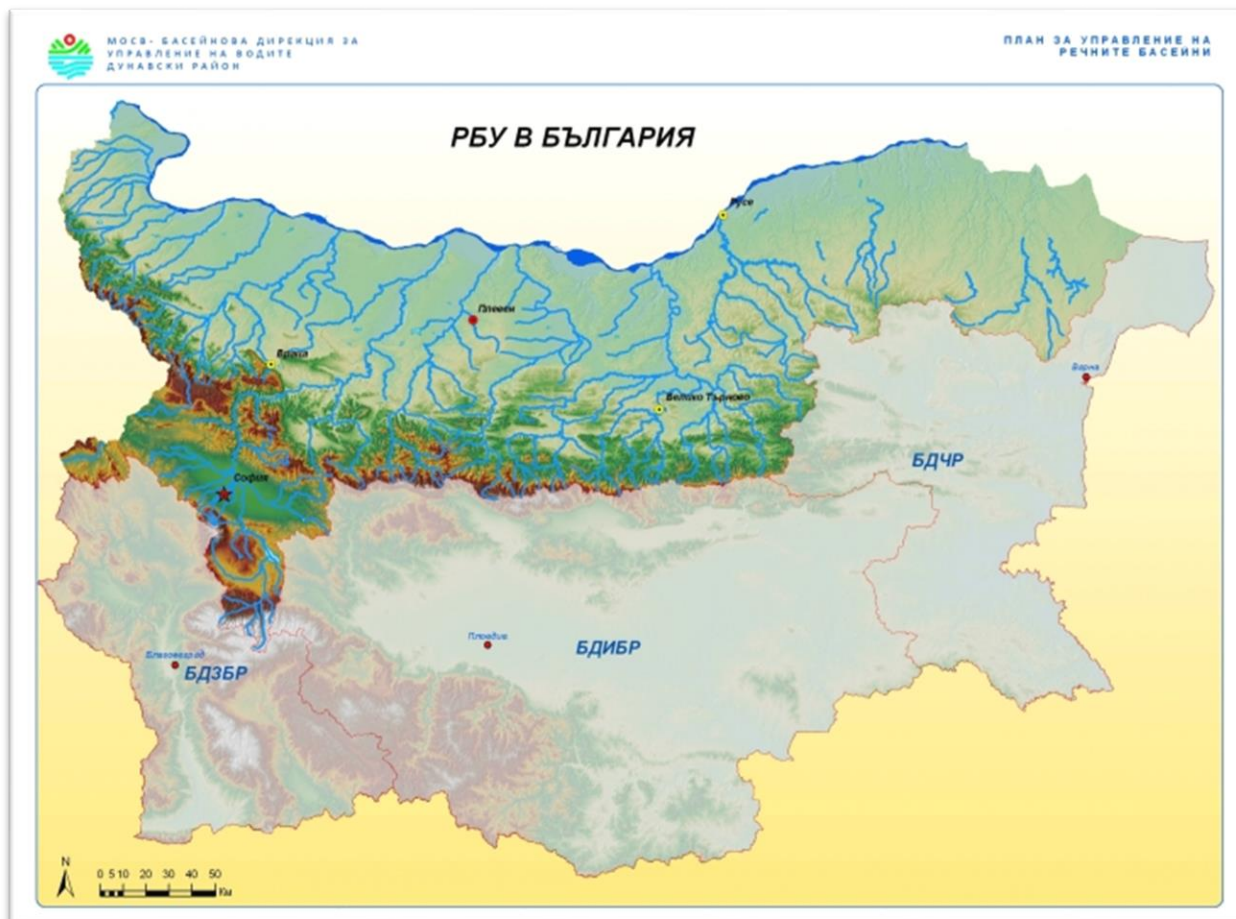 МОСВ- БАСЕЙНОВА ДИРЕКЦИЯ ЗА
УПРАВЛЕНИЕ НА ВОДИТЕ
ДУНАВСКИ РАЙОН
ПЛАН ЗА УПРАВЛЕНИЕ НА
РЕЧНИТЕ БАСЕЙНИ
РБУ В БЪЛГАРИЯ
Русе
Плевен
Враца
Варна
Велико Търново
БДЧР
София
Пловдив
БДИБР
Благоевград
БДЗБР
N
0 5 10 20 30 40 50
Км